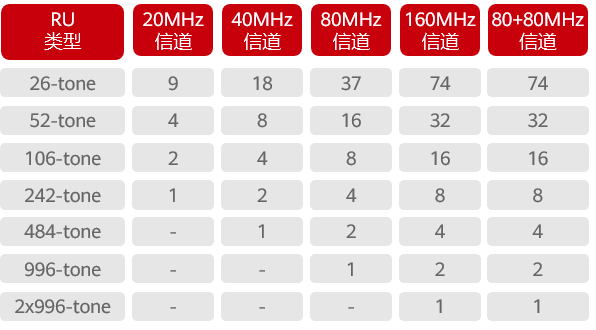 RU 20MHz 40MHz 80MHz 160MHz 80+80MHz
类型 信道 信道 信道 信道 信道
26-tone 9 18 37 74 74
52-tone 4 8 16 32 32
106-tone 2 4 8 16 16
242-tone 1 2 4 8 8
484-tone - 1 2 4 4
996-tone - - 1 2 2
2x996-tone - - - 1 1